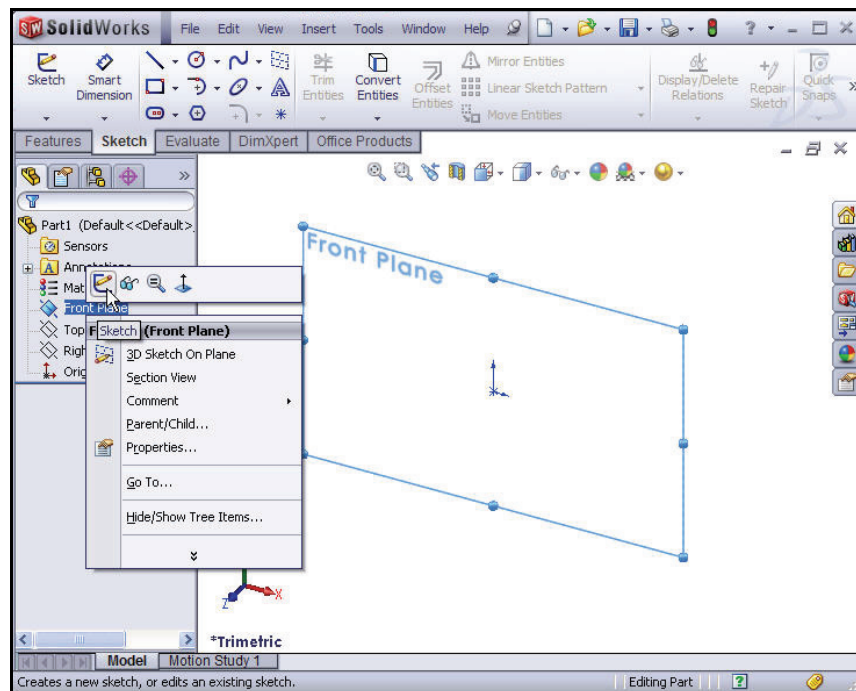 SolidWorks File Edit View Insert Tools Window Help
Sketch Smart Dimension Trim Entities Convert Entities Offset Entities Mirror Entities Linear Sketch Pattern Move Entities Display/Delete Relations Repair Sketch Quick Snaps
Features Sketch Evaluate DimXpert Office Products
Part1 (Default<<Default>
Sensors
A
Front Plane
Sketch (Front Plane)
3D Sketch On Plane
Section View
Comment
Parent/Child...
Properties...
Go To...
Hide/Show Tree Items...
Front Plane
X
Z
*Trimetric
Model Motion Study 1
Creates a new sketch, or edits an existing sketch. Editing Part ?